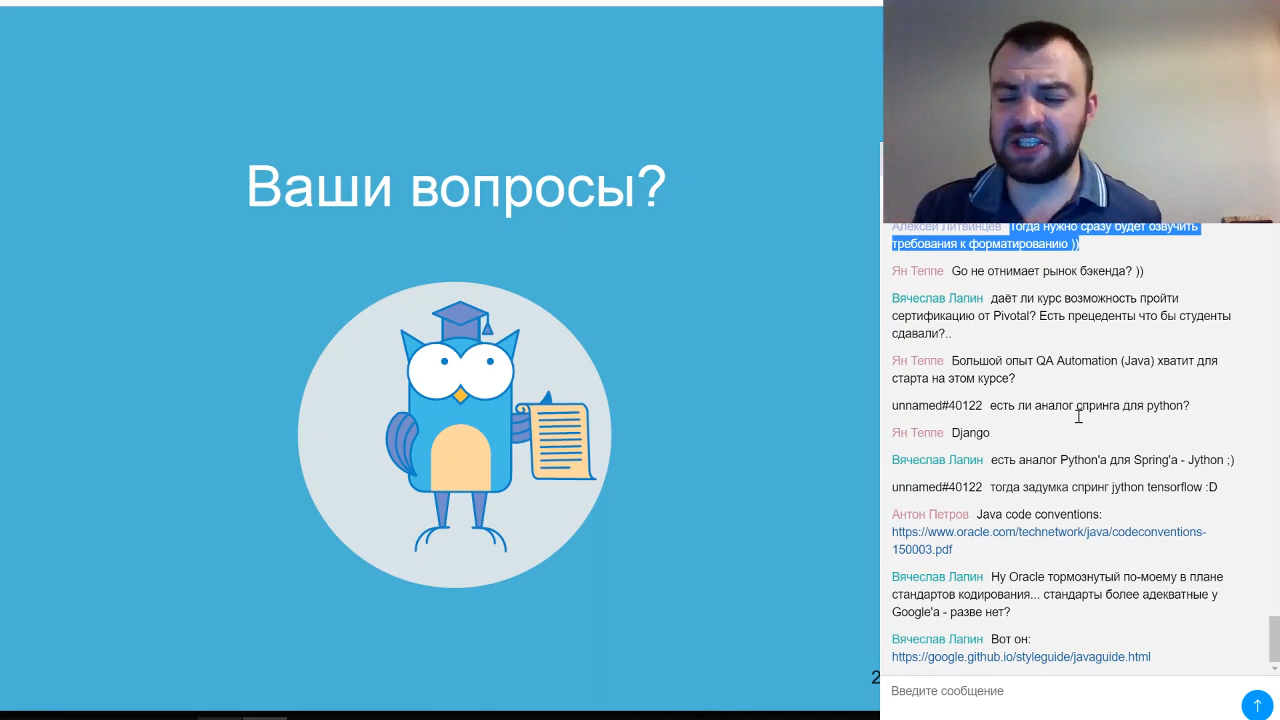 Ваши вопросы?
Алексей Литвинцев Тогда нужно сразу будет озвучить
требования к форматированию ))
Ян Теппе Go не отнимает рынок бэкенда? ))
Вячеслав Лапин даёт ли курс возможность пройти
сертификацию от Pivotal? Есть прецеденты что бы студенты
сдавали?..
Ян Теппе Большой опыт QA Automation (Java) хватит для
старта на этом курсе?
unnamed#40122 есть ли аналог спринга для python?
Ян Теппе Django
Вячеслав Лапин есть аналог Python'а для Spring'а - Jython ;)
unnamed#40122 тогда задумка спринг jython tensorflow :D
Антон Петров Java code conventions:
https://www.oracle.com/technetwork/java/codeconventions-
150003.pdf
Вячеслав Лапин Ну Oracle тормознутый по-моему в плане
стандартов кодирования... стандарты более адекватные у
Google'а - разве нет?
Вячеслав Лапин Вот он:
https://google.github.io/styleguide/javaguide.html
2
Введите сообщение